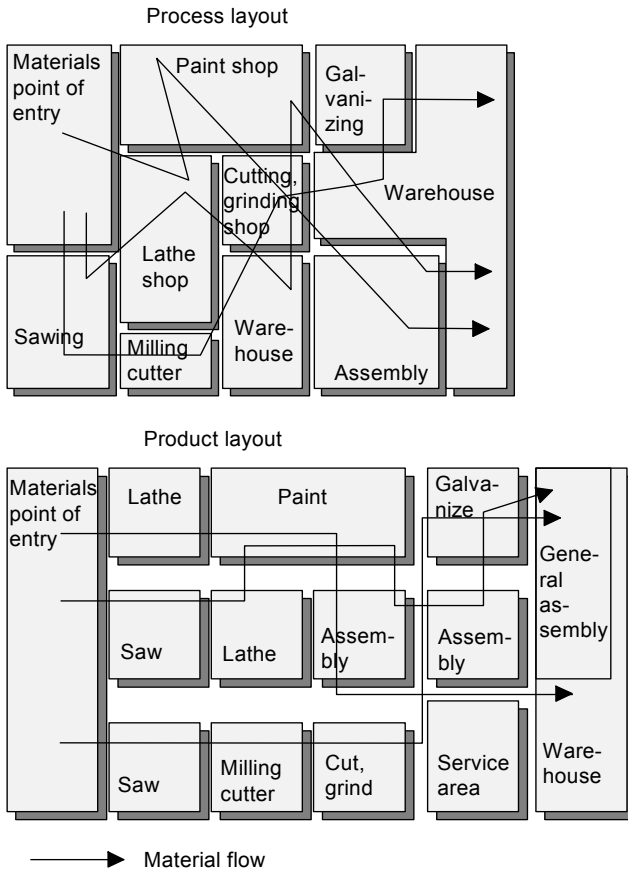 Process layout
Materials
point of
entry
Paint shop
Gal-
vani-
zing
Cutting,
grinding
shop
Warehouse
Lathe
shop
Sawing
Milling
cutter
Ware-
house
Assembly
Product layout
Materials
point of
entry
Lathe
Paint
Galva-
nize
Gene-
ral
as-
sembly
Saw
Lathe
Assem-
bly
Assem-
bly
Saw
Milling
cutter
Cut,
grind
Service
area
Ware-
house
Material flow